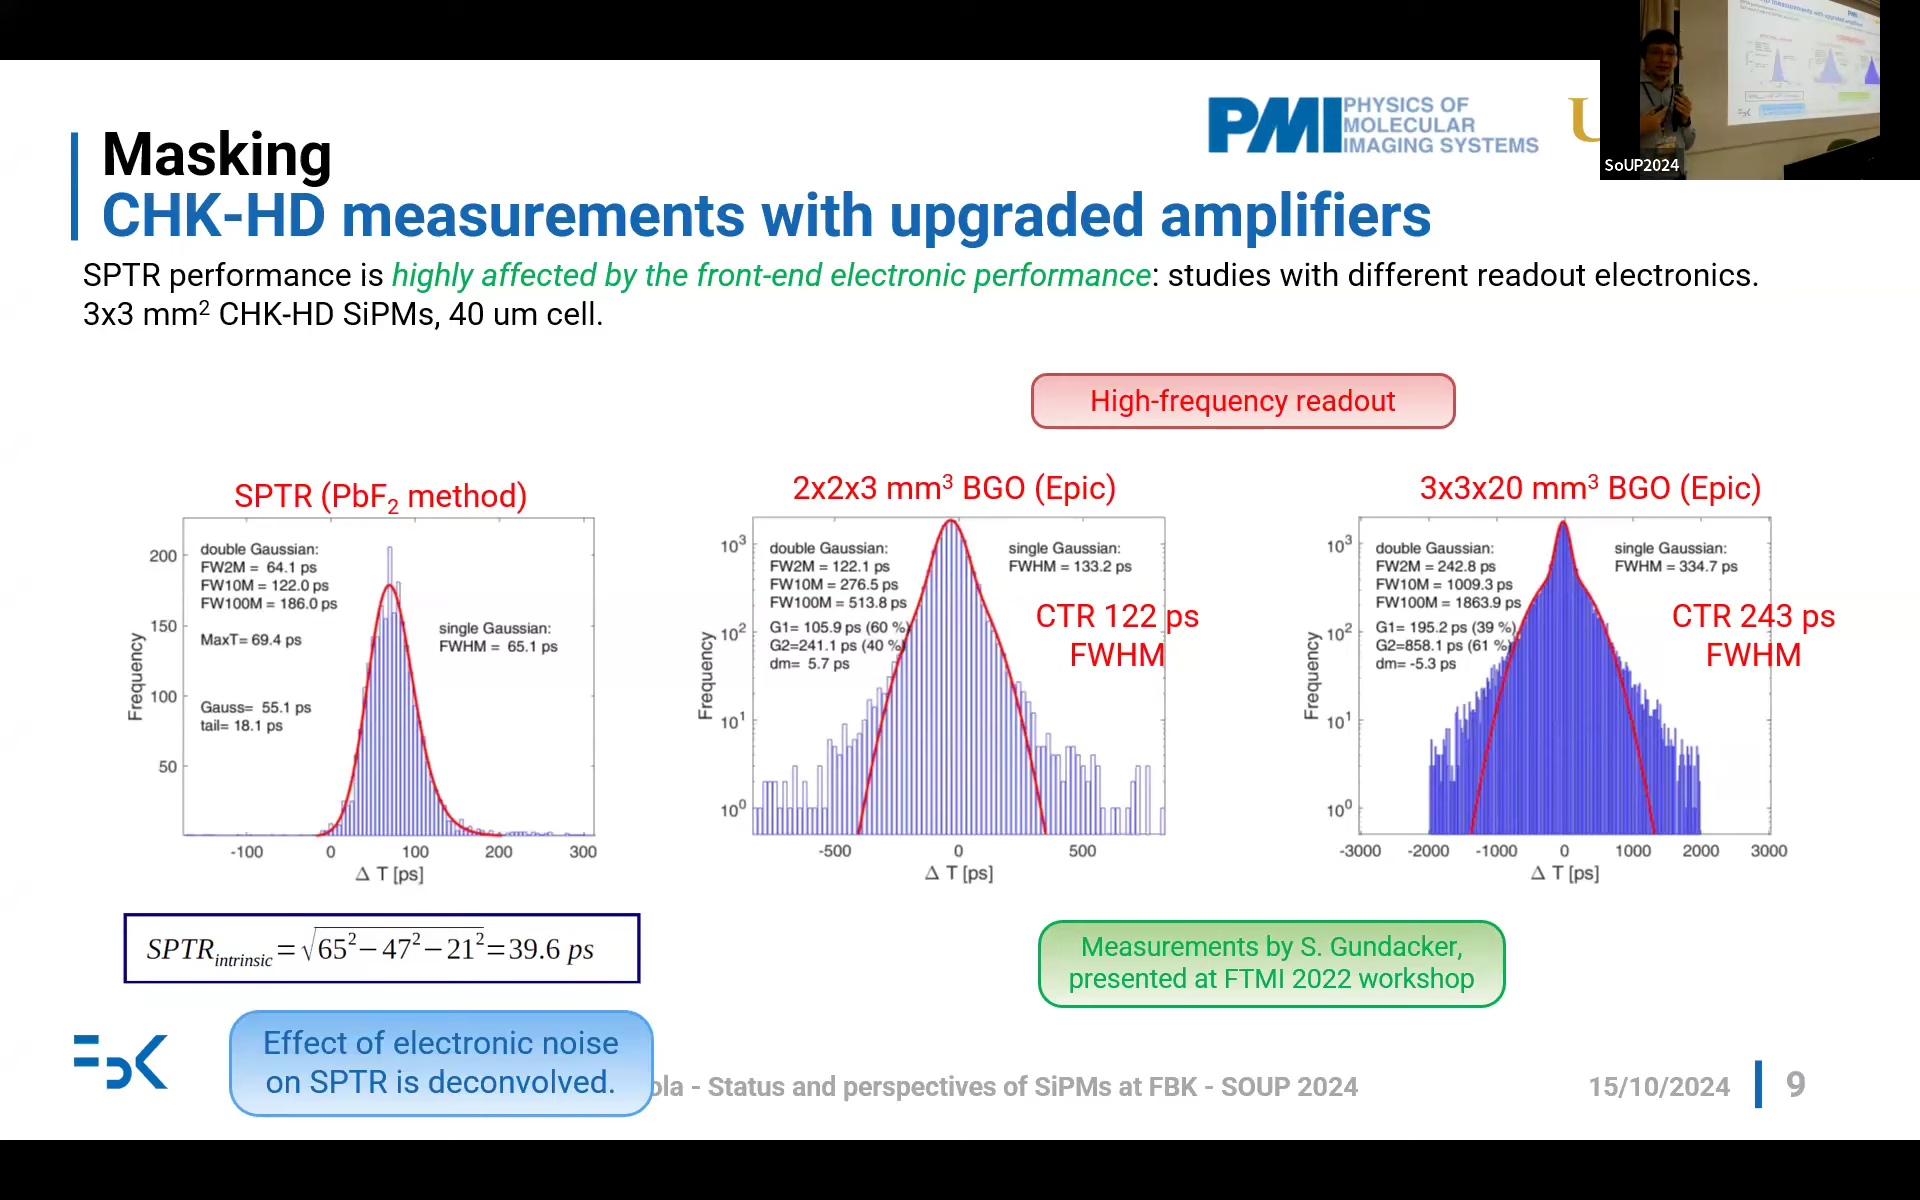 PMI PHYSICS OF
MOLECULAR
IMAGING SYSTEMS
SoUP2024
Masking
CHK-HD measurements with upgraded amplifiers
SPTR performance is highly affected by the front-end electronic performance: studies with different readout electronics.
3x3 mm² CHK-HD SiPMs, 40 um cell.
High-frequency readout
SPTR (PbF₂ method)
double Gaussian:
FW2M = 64.1 ps
FW10M = 122.0 ps
FW100M = 186.0 ps
MaxT= 69.4 ps
Gauss= 55.1 ps
tail= 18.1 ps
single Gaussian:
FWHM = 65.1 ps
Frequency
200
150
100
50
-100 0 100 200 300
Δ T [ps]
2x2x3 mm³ BGO (Epic)
double Gaussian:
FW2M = 122.1 ps
FW10M = 276.5 ps
FW100M = 513.8 ps
G1= 105.9 ps (60 %)
G2=241.1 ps (40 %)
dm= 5.7 ps
single Gaussian:
FWHM = 133.2 ps
CTR 122 ps
FWHM
Frequency
10³
10²
10¹
10⁰
-500 0 500
Δ T [ps]
3x3x20 mm³ BGO (Epic)
double Gaussian:
FW2M = 242.8 ps
FW10M = 1009.3 ps
FW100M = 1863.9 ps
G1= 195.2 ps (39 %)
G2=858.1 ps (61 %)
dm= -5.3 ps
single Gaussian:
FWHM = 334.7 ps
CTR 243 ps
FWHM
Frequency
10³
10²
10¹
10⁰
-3000 -2000 -1000 0 1000 2000 3000
Δ T [ps]
SPTR intrinsic = √65² − 47² − 21² = 39.6 ps
Measurements by S. Gundacker,
presented at FTMI 2022 workshop
Effect of electronic noise
on SPTR is deconvolved.
FBK
ola - Status and perspectives of SiPMs at FBK - SOUP 2024
15/10/2024
9